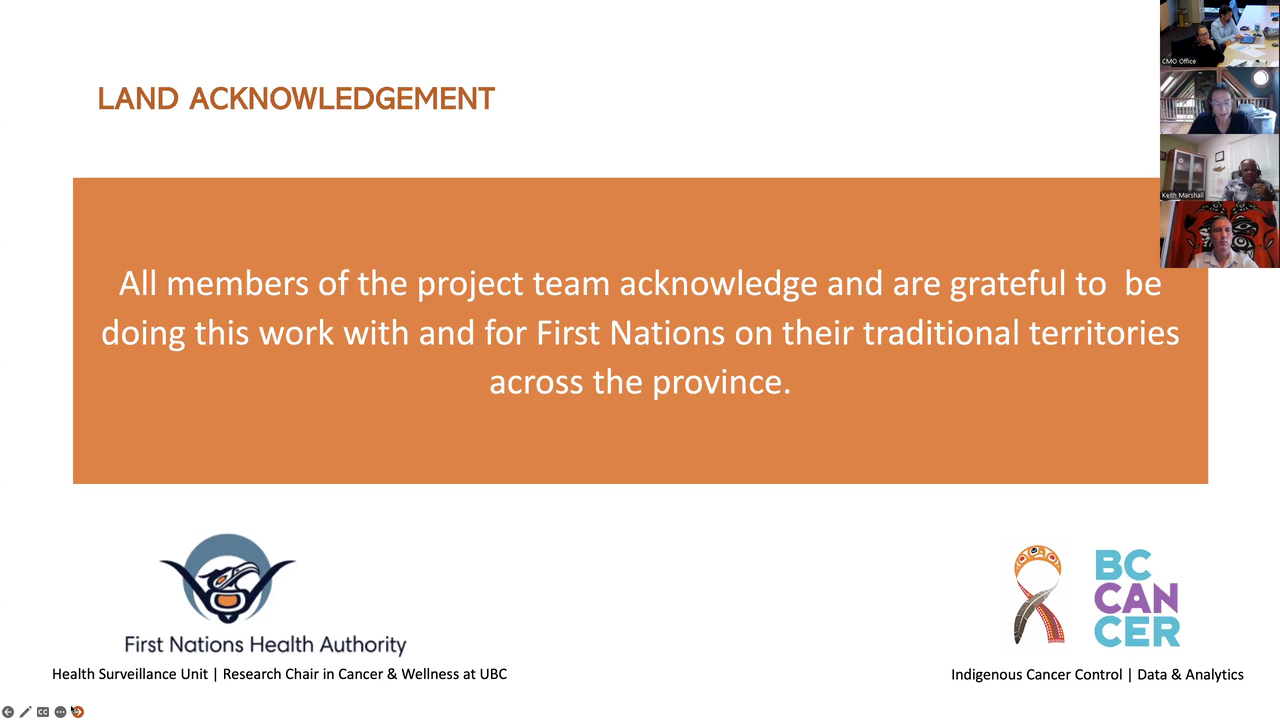 LAND ACKNOWLEDGEMENT
CMO Office
Keith Marshall
All members of the project team acknowledge and are grateful to  be
doing this work with and for First Nations on their traditional territories
across the province.
First Nations Health Authority
Health Surveillance Unit | Research Chair in Cancer & Wellness at UBC
BC
CAN
CER
Indigenous Cancer Control | Data & Analytics
CC